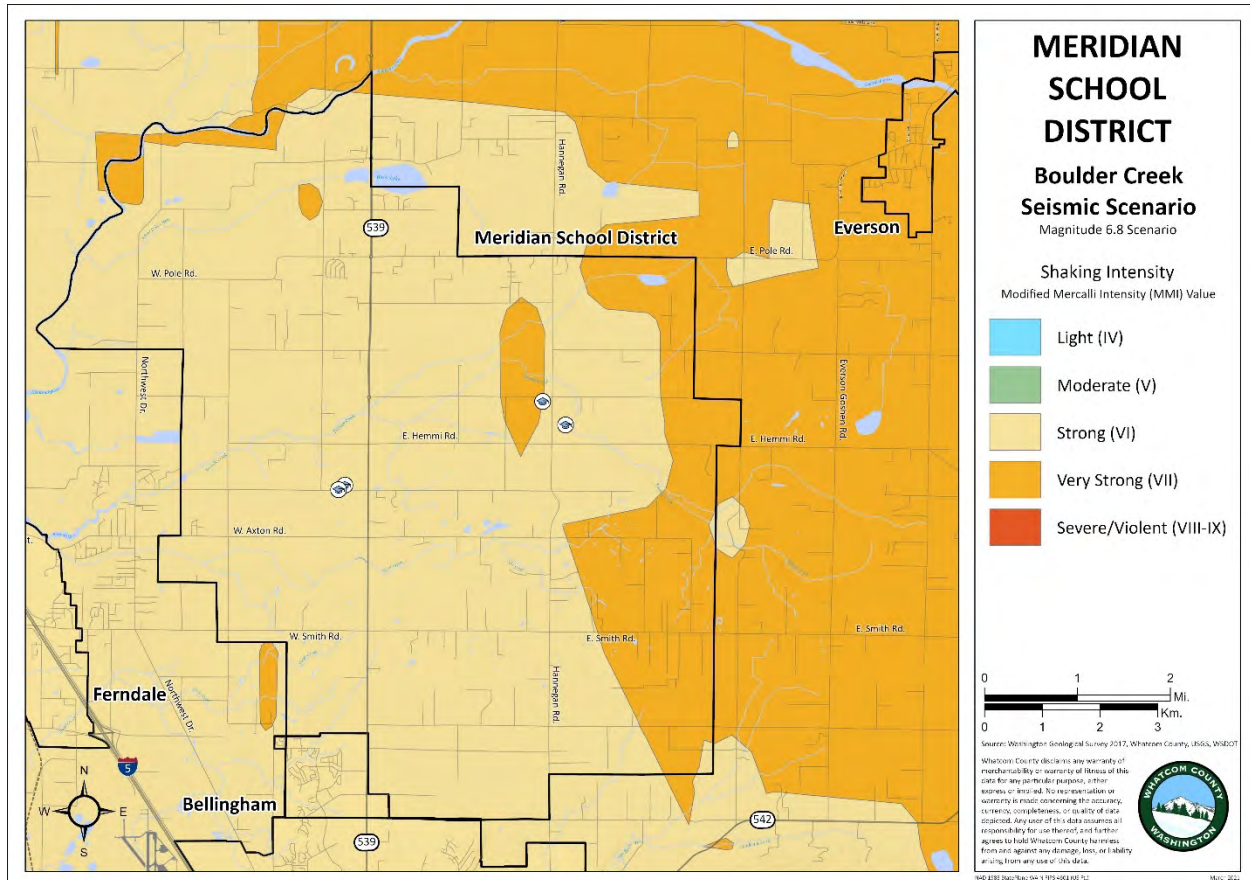 MERIDIAN
SCHOOL
DISTRICT
Boulder Creek
Seismic Scenario
Magnitude 6.8 Scenario
Shaking Intensity
Modified Mercalli Intensity (MMI) Value
Light (IV)
Moderate (V)
Strong (VI)
Very Strong (VII)
Severe/Violent (VIII-IX)
0 1 2
Mi.
Km.
0 1 2 3
Source: Washington Geological Survey 2017, Whatcom County, USGS, WSDOT
Whatcom County disclaims any warranty of
merchantability or warranty of fitness of this
data for any particular purpose, either
express or implied. No representation or
warranty is made concerning the accuracy,
currency, completeness, or quality of data
depicted. Any user of this data assumes all
responsibility for use thereof, and further
agrees to hold Whatcom County harmless
from and against any damage, loss, or liability
arising from any use of this data.
WHATCOM COUNTY
WASHINGTON
March 2021
Hannegan Rd.
539
Meridian School District
Everson
E. Pole Rd.
W. Pole Rd.
Northwest Dr.
Everson Goshen Rd.
E. Hemmi Rd.
E. Hemmi Rd.
W. Axton Rd.
W. Smith Rd.
E. Smith Rd.
E. Smith Rd.
Hannegan Rd.
Northwest Dr.
Ferndale
5
Bellingham
539
542
N
W E
S